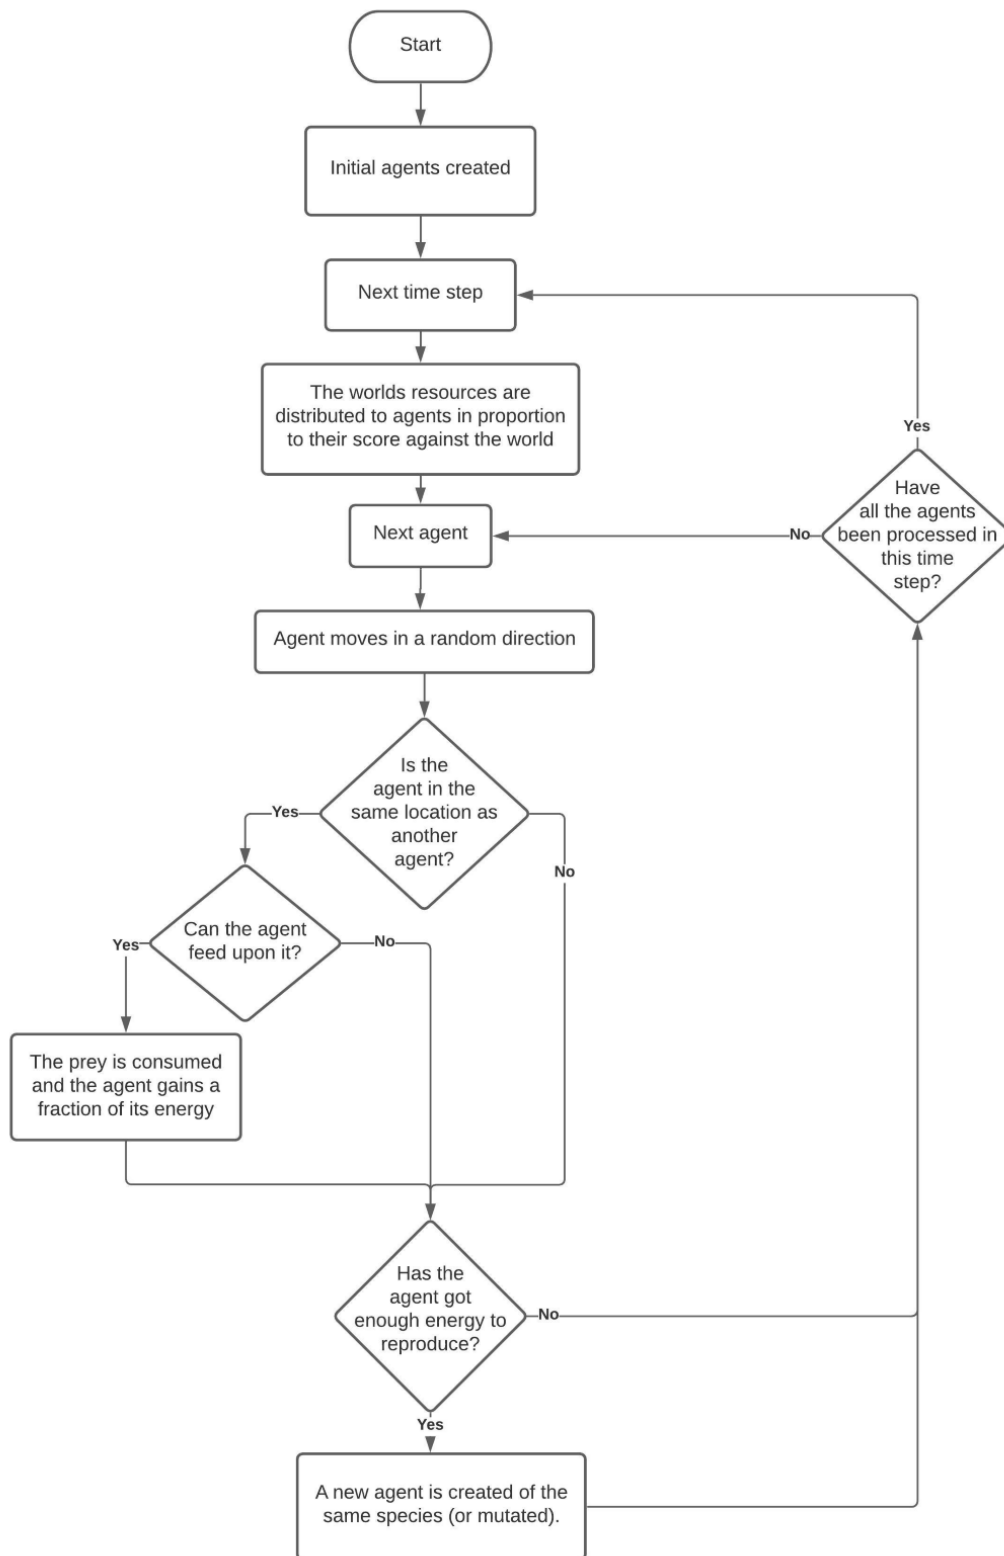 Start
Initial agents created
Next time step
The worlds resources are
distributed to agents in proportion
to their score against the world
Yes
Have
all the agents
been processed in
this time
step?
Next agent
No
Agent moves in a random direction
Is the
agent in the
same location as
another
agent?
Yes
No
Can the agent
feed upon it?
Yes
No
The prey is consumed
and the agent gains a
fraction of its energy
Has the
agent got
enough energy to
reproduce?
No
Yes
A new agent is created of the
same species (or mutated).